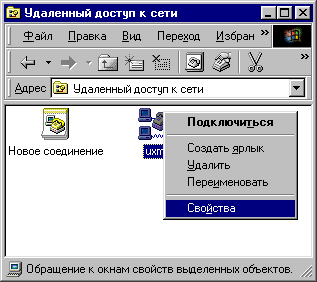 Удаленный доступ к сети
Файл Правка Вид Переход Избран »
»
Адрес Удаленный доступ к сети
Новое соединение
Подключиться
Создать ярлык
Удалить
Переименовать
Свойства
Обращение к окнам свойств выделенных объектов.